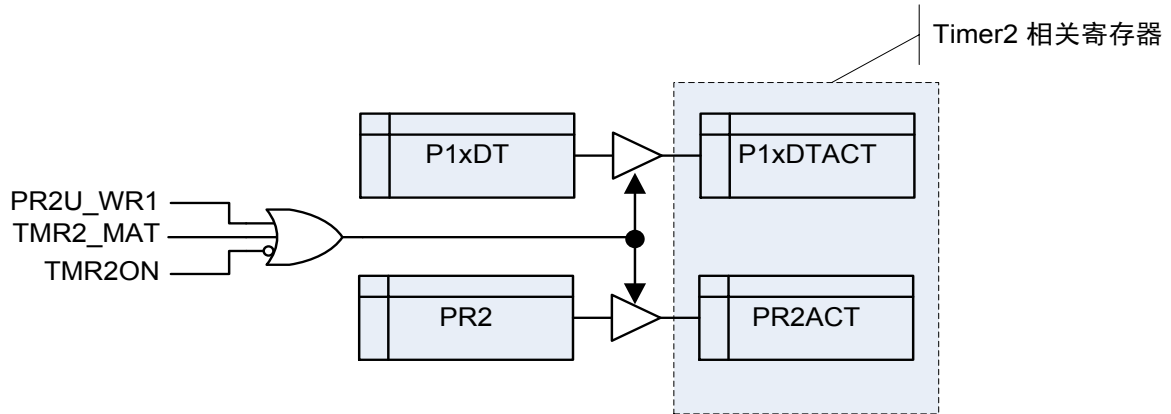 Timer2 相关寄存器
P1xDT
P1xDTACT
PR2U_WR1
TMR2_MAT
TMR2ON
PR2
PR2ACT